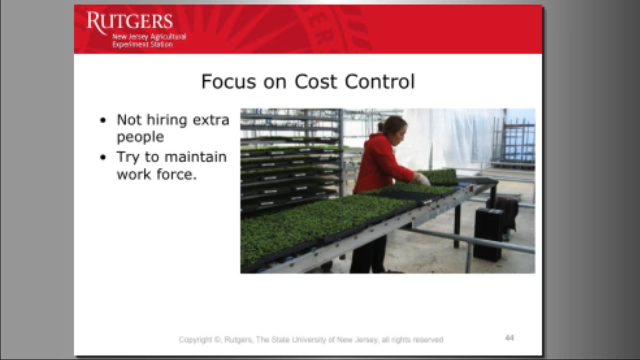 RUTGERS
New Jersey Agricultural
Experiment Station
Focus on Cost Control
• Not hiring extra
people
• Try to maintain
work force.
Copyright ©, Rutgers, The State University of New Jersey, all rights reserved
44